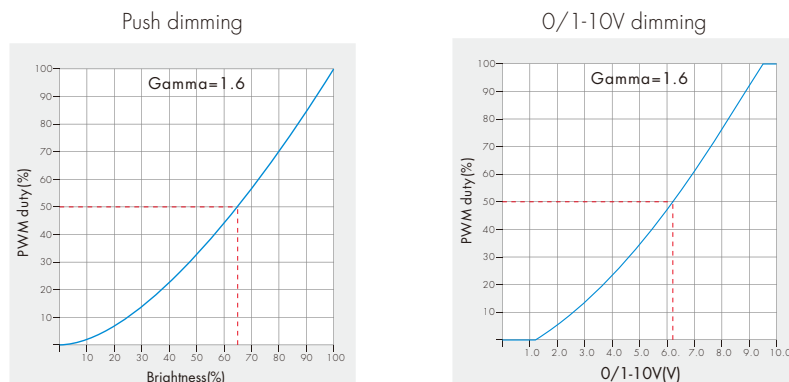 Push dimming
Gamma=1.6
PWM duty(%)
100
90
80
70
60
50
40
30
20
10
10 20 30 40 50 60 70 80 90 100
Brightness(%)
0/1-10V dimming
Gamma=1.6
PWM duty(%)
100
90
80
70
60
50
40
30
20
10
1.0 2.0 3.0 4.0 5.0 6.0 7.0 8.0 9.0 10.0
0/1-10V(V)